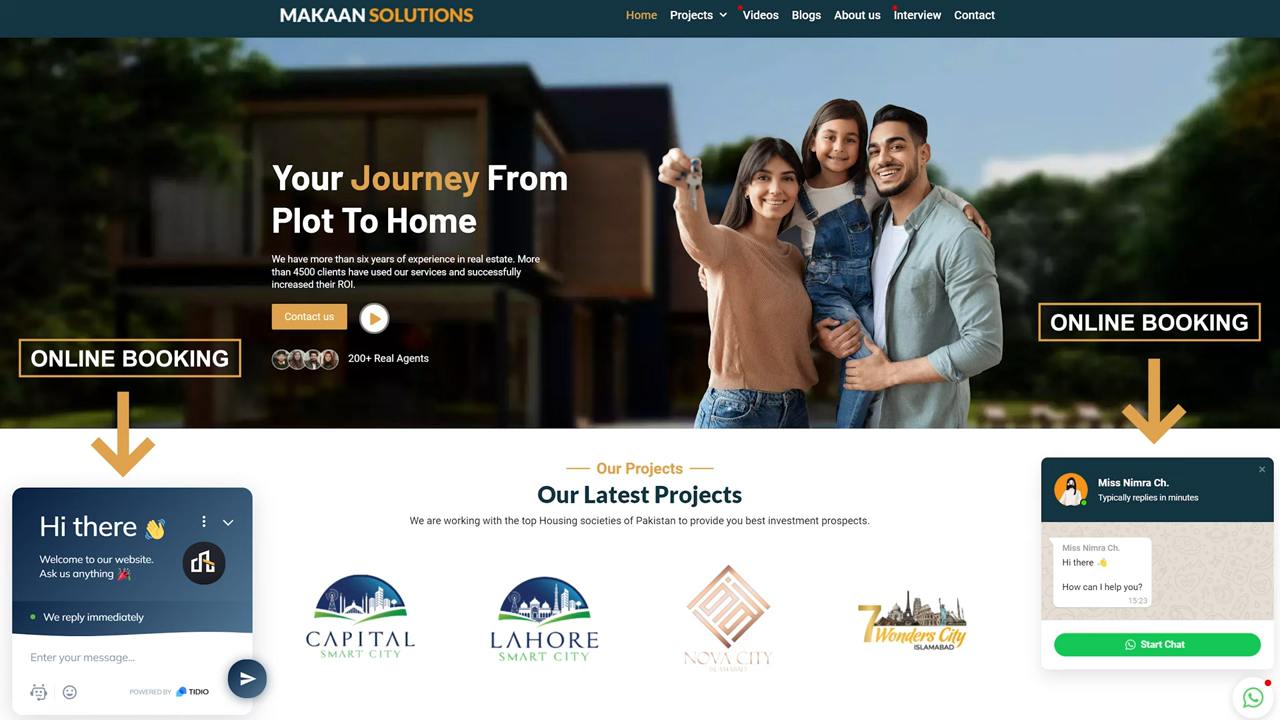 MAKAAN SOLUTIONS
Home Projects Videos Blogs About us Interview Contact
Your Journey From
Plot To Home
We have more than six years of experience in real estate. More
than 4500 clients have used our services and successfully
increased their ROI.
Contact us
200+ Real Agents
ONLINE BOOKING
ONLINE BOOKING
Our Projects
Our Latest Projects
We are working with the top Housing societies of Pakistan to provide you best investment prospects.
CAPITAL
SMART CITY
LAHORE
SMART CITY
NOVA CITY
ISLAMABAD
7 Wonders City
ISLAMABAD
Hi there 👋
Welcome to our website.
Ask us anything 🎉
We reply immediately
Enter your message...
POWERED BY TIDIO
Miss Nimra Ch.
Typically replies in minutes
Miss Nimra Ch.
Hi there 👋
How can I help you?
15:23
Start Chat